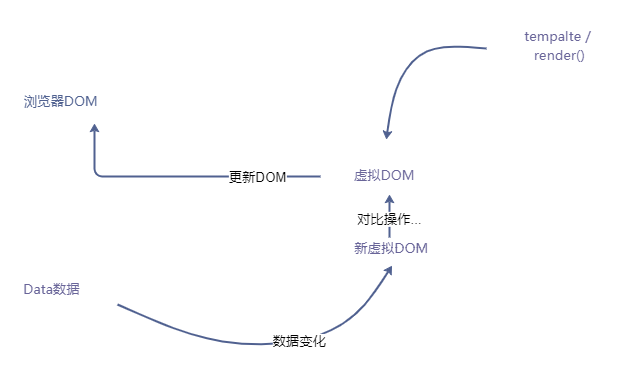 tempalte /
render()
浏览器DOM
更新DOM
虚拟DOM
对比操作...
新虚拟DOM
Data数据
数据变化